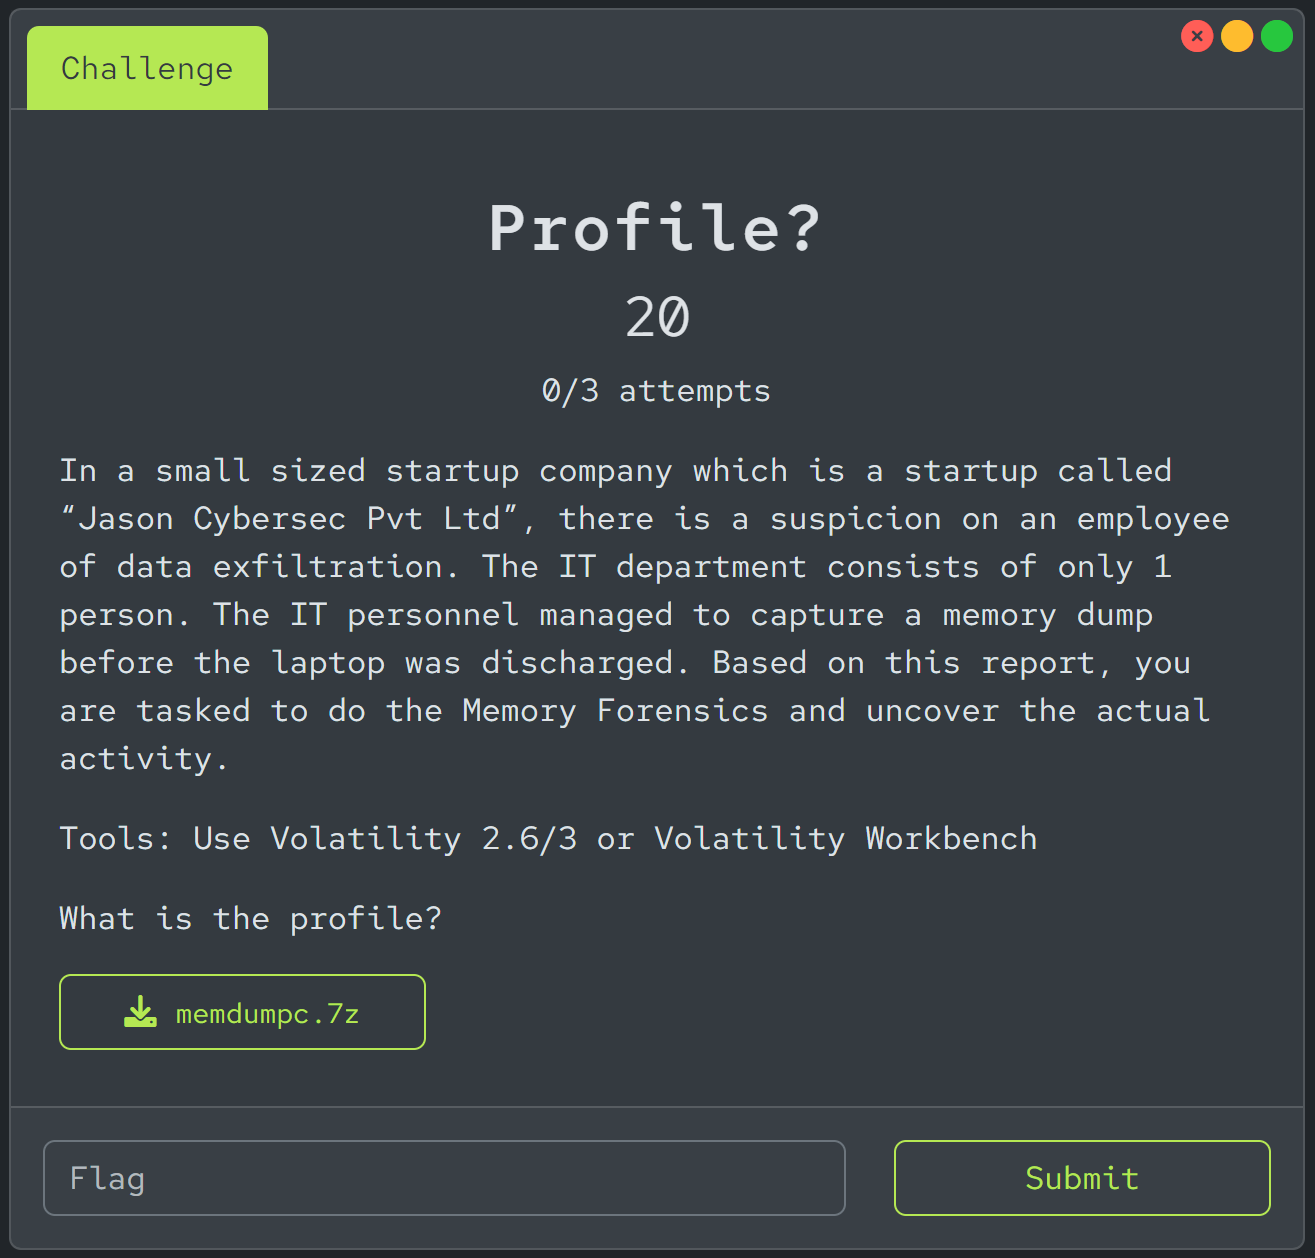 Challenge
Profile?
20
0/3 attempts
In a small sized startup company which is a startup called
“Jason Cybersec Pvt Ltd”, there is a suspicion on an employee
of data exfiltration. The IT department consists of only 1
person. The IT personnel managed to capture a memory dump
before the laptop was discharged. Based on this report, you
are tasked to do the Memory Forensics and uncover the actual
activity.
Tools: Use Volatility 2.6/3 or Volatility Workbench
What is the profile?
memdumpc.7z
Flag
Submit